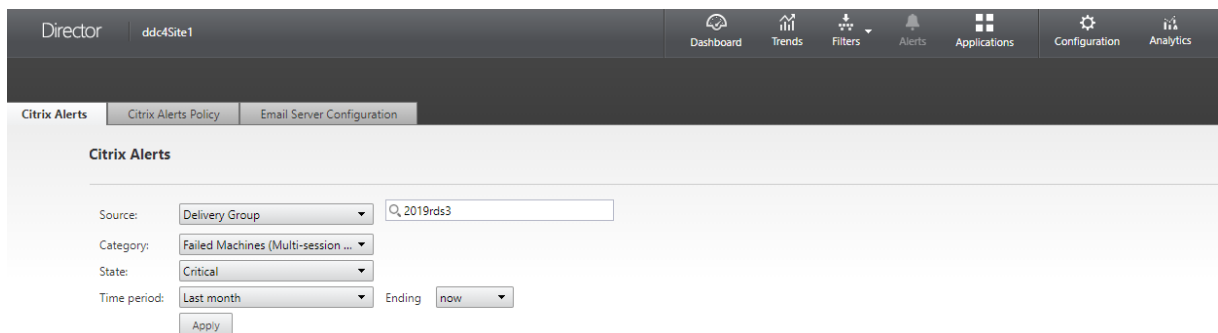 Director ddc4Site1 Dashboard Trends Filters Alerts Applications Configuration Analytics
Citrix Alerts Citrix Alerts Policy Email Server Configuration
Citrix Alerts
Source: Delivery Group 2019rds3
Category: Failed Machines (Multi-session ...
State: Critical
Time period: Last month Ending now
Apply